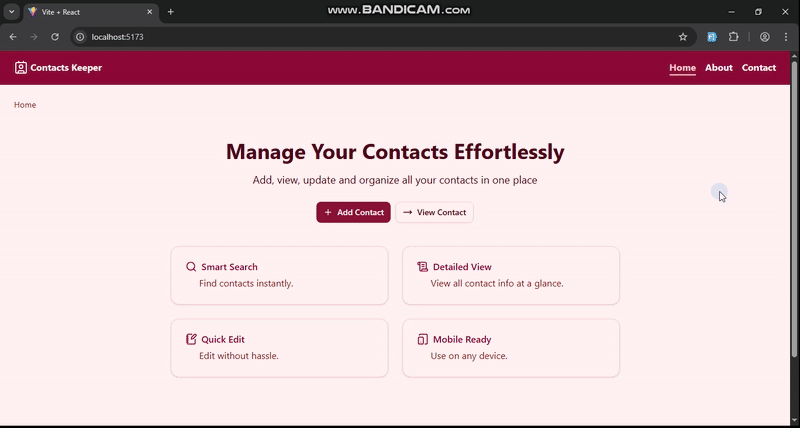 Vite + React
www.BANDICAM.com
localhost:5173
Contacts Keeper
Home About Contact
Home
Manage Your Contacts Effortlessly
Add, view, update and organize all your contacts in one place
+ Add Contact → View Contact
Smart Search
Find contacts instantly.
Detailed View
View all contact info at a glance.
Quick Edit
Edit without hassle.
Mobile Ready
Use on any device.